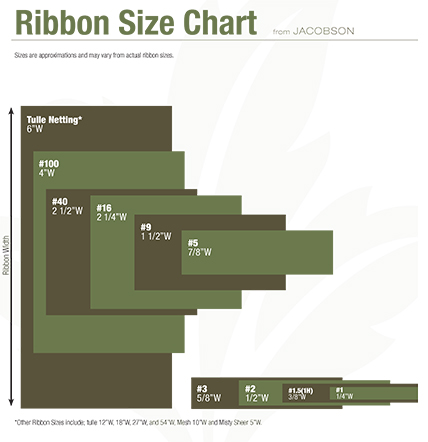 Ribbon Size Chart from JACOBSON
Sizes are approximations and may vary from actual ribbon sizes.
Tulle Netting*
6"W
#100
4"W
#40
2 1/2"W
#16
2 1/4"W
#9
1 1/2"W
#5
7/8"W
Ribbon Width
#3
5/8"W
#2
1/2"W
#1.5(1H)
3/8"W
#1
1/4"W
*Other Ribbon Sizes include; tulle 12"W, 18"W, 27"W, and 54"W, Mesh 10"W and Misty Sheer 5"W.